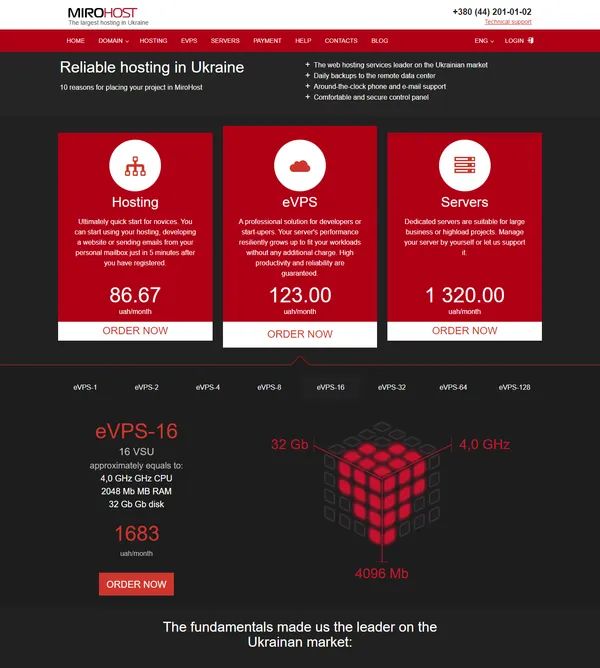 MIROHOST
The largest hosting in Ukraine
+380 (44) 201-01-02
Technical support
HOME DOMAIN HOSTING EVPS SERVERS PAYMENT HELP CONTACTS BLOG ENG LOGIN
Reliable hosting in Ukraine
10 reasons for placing your project in MiroHost
+ The web hosting services leader on the Ukrainian market
+ Daily backups to the remote data center
+ Around-the-clock phone and e-mail support
+ Comfortable and secure control panel
Hosting
Ultimately quick start for novices. You
can start using your hosting, developing
a website or sending emails from your
personal mailbox just in 5 minutes after
you have registered.
86.67
uah/month
ORDER NOW
eVPS
A professional solution for developers or
start-upers. Your server's performance
resiliently grows up to fit your workloads
without any additional charge. High
productivity and reliability are
guaranteed.
123.00
uah/month
ORDER NOW
Servers
Dedicated servers are suitable for large
business or highload projects. Manage
your server by yourself or let us support
it.
1 320.00
uah/month
ORDER NOW
eVPS-1 eVPS-2 eVPS-4 eVPS-8 eVPS-16 eVPS-32 eVPS-64 eVPS-128
eVPS-16
16 VSU
approximately equals to:
4,0 GHz GHz CPU
2048 Mb MB RAM
32 Gb Gb disk
1683
uah/month
ORDER NOW
32 Gb
4,0 GHz
4096 Mb
The fundamentals made us the leader on the
Ukrainan market: